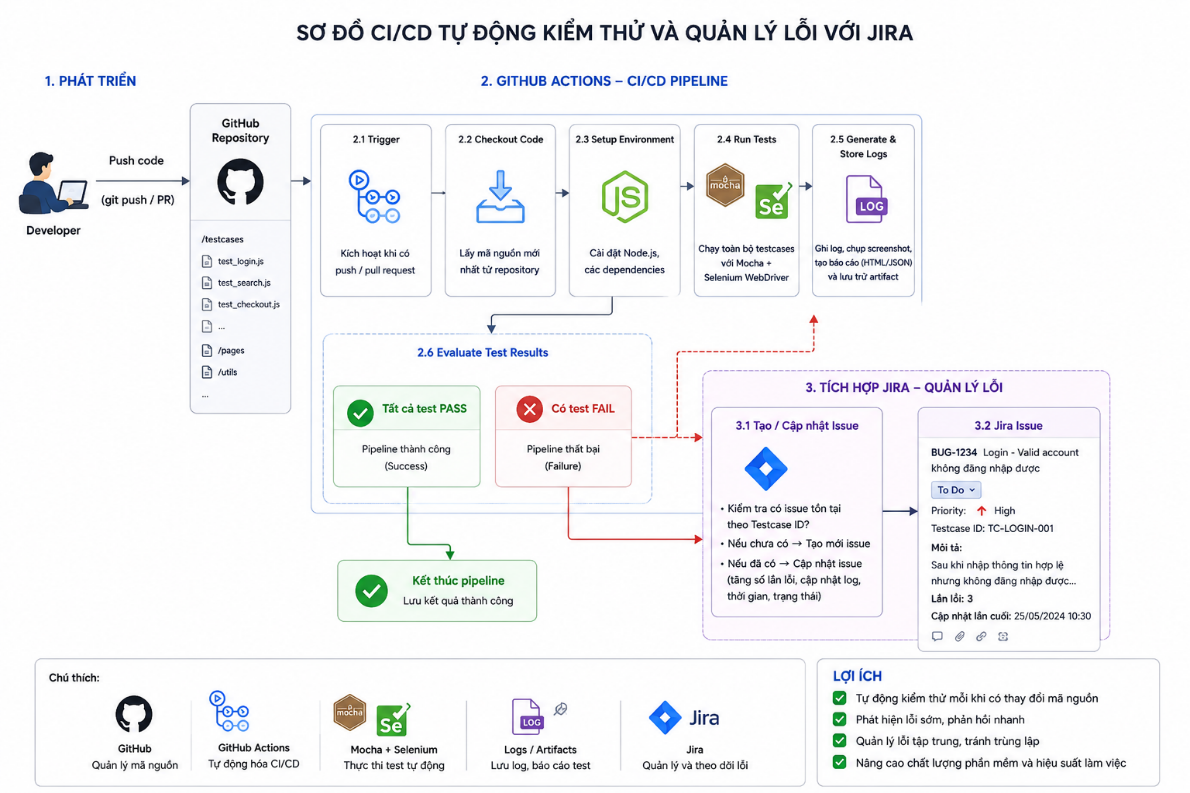 SƠ ĐỒ CI/CD TỰ ĐỘNG KIỂM THỬ VÀ QUẢN LÝ LỖI VỚI JIRA
1. PHÁT TRIỂN
Developer
Push code
(git push / PR)
GitHub
Repository
/testcases
test_login.js
test_search.js
test_checkout.js
...
/pages
/utils
...
2. GITHUB ACTIONS – CI/CD PIPELINE
2.1 Trigger
Kích hoạt khi có
push / pull request
2.2 Checkout Code
Lấy mã nguồn mới
nhất từ repository
2.3 Setup Environment
JS
Cài đặt Node.js,
các dependencies
2.4 Run Tests
mocha
Se
Chạy toàn bộ testcases
với Mocha +
Selenium WebDriver
2.5 Generate &
Store Logs
LOG
Ghi log, chụp screenshot,
tạo báo cáo (HTML/JSON)
và lưu trữ artifact
2.6 Evaluate Test Results
Tất cả test PASS
Pipeline thành công
(Success)
Có test FAIL
Pipeline thất bại
(Failure)
Kết thúc pipeline
Lưu kết quả thành công
3. TÍCH HỢP JIRA – QUẢN LÝ LỖI
3.1 Tạo / Cập nhật Issue
• Kiểm tra có issue tồn tại
theo Testcase ID?
• Nếu chưa có → Tạo mới issue
• Nếu đã có → Cập nhật issue
(tăng số lần lỗi, cập nhật log,
thời gian, trạng thái)
3.2 Jira Issue
BUG-1234 Login - Valid account
không đăng nhập được
To Do
Priority: High
Testcase ID: TC-LOGIN-001
Môi tả:
Sau khi nhập thông tin hợp lệ
nhưng không đăng nhập được...
Lần lỗi: 3
Cập nhật lần cuối: 25/05/2024 10:30
Chú thích:
GitHub
Quản lý mã nguồn
GitHub Actions
Tự động hóa CI/CD
mocha
Se
Mocha + Selenium
Thực thi test tự động
LOG
Logs / Artifacts
Lưu log, báo cáo test
Jira
Jira
Quản lý và theo dõi lỗi
LỢI ÍCH
Tự động kiểm thử mỗi khi có thay đổi mã nguồn
Phát hiện lỗi sớm, phản hồi nhanh
Quản lý lỗi tập trung, tránh trùng lặp
Nâng cao chất lượng phần mềm và hiệu suất làm việc